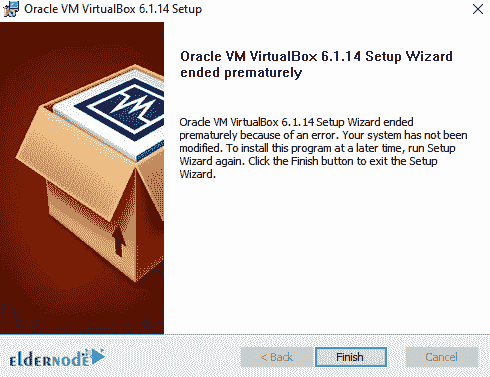 Oracle VM VirtualBox 6.1.14 Setup
Oracle VM VirtualBox 6.1.14 Setup Wizard
ended prematurely
Oracle VM VirtualBox 6.1.14 Setup Wizard ended
prematurely because of an error. Your system has not been
modified. To install this program at a later time, run Setup
Wizard again. Click the Finish button to exit the Setup
Wizard.
eldernode
< Back
Finish
Cancel